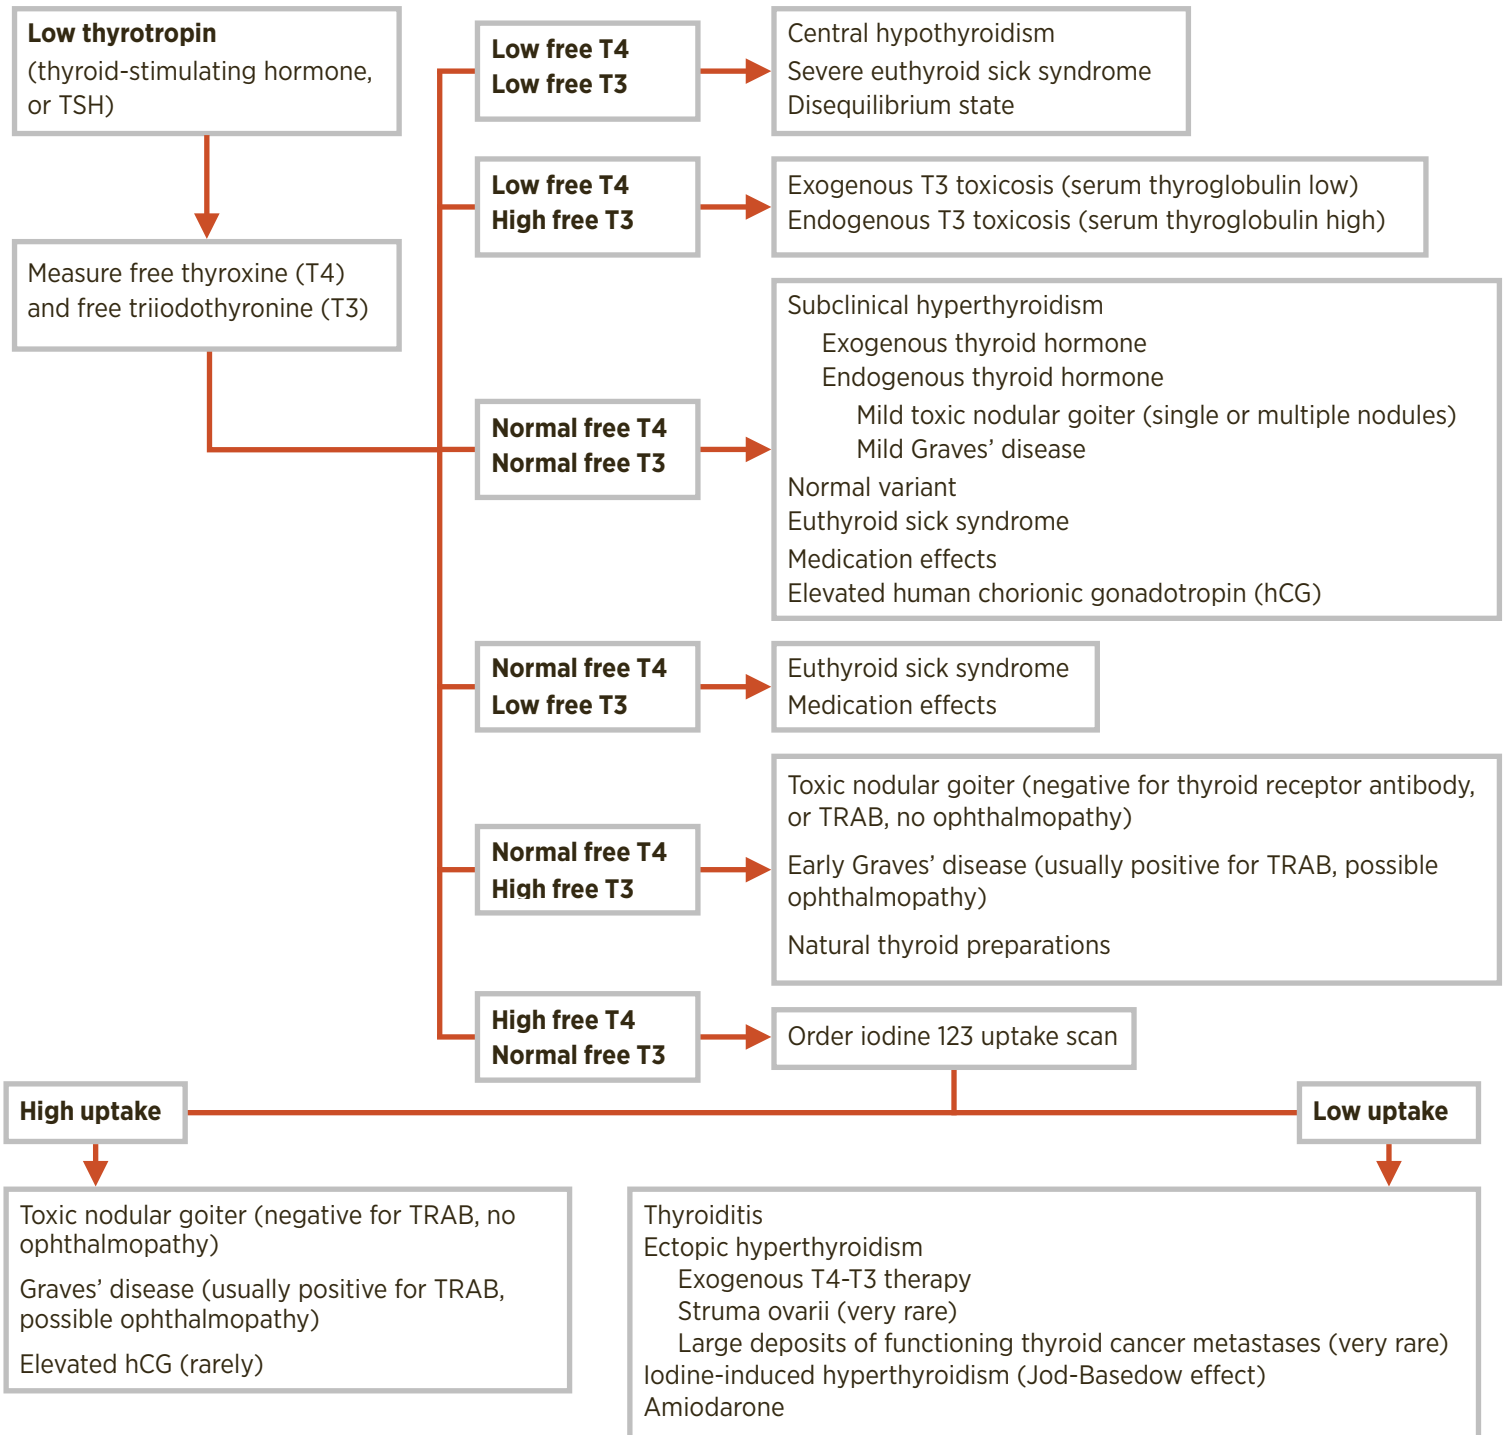 Low thyrotropin
(thyroid-stimulating hormone,
or TSH)
Measure free thyroxine (T4)
and free triiodothyronine (T3)
Low free T4
Low free T3
Central hypothyroidism
Severe euthyroid sick syndrome
Disequilibrium state
Low free T4
High free T3
Exogenous T3 toxicosis (serum thyroglobulin low)
Endogenous T3 toxicosis (serum thyroglobulin high)
Normal free T4
Normal free T3
Subclinical hyperthyroidism
Exogenous thyroid hormone
Endogenous thyroid hormone
Mild toxic nodular goiter (single or multiple nodules)
Mild Graves’ disease
Normal variant
Euthyroid sick syndrome
Medication effects
Elevated human chorionic gonadotropin (hCG)
Normal free T4
Low free T3
Euthyroid sick syndrome
Medication effects
Normal free T4
High free T3
Toxic nodular goiter (negative for thyroid receptor antibody,
or TRAB, no ophthalmopathy)
Early Graves’ disease (usually positive for TRAB, possible
ophthalmopathy)
Natural thyroid preparations
High free T4
Normal free T3
Order iodine 123 uptake scan
High uptake
Toxic nodular goiter (negative for TRAB, no
ophthalmopathy)
Graves’ disease (usually positive for TRAB,
possible ophthalmopathy)
Elevated hCG (rarely)
Low uptake
Thyroiditis
Ectopic hyperthyroidism
Exogenous T4-T3 therapy
Struma ovarii (very rare)
Large deposits of functioning thyroid cancer metastases (very rare)
Iodine-induced hyperthyroidism (Jod-Basedow effect)
Amiodarone